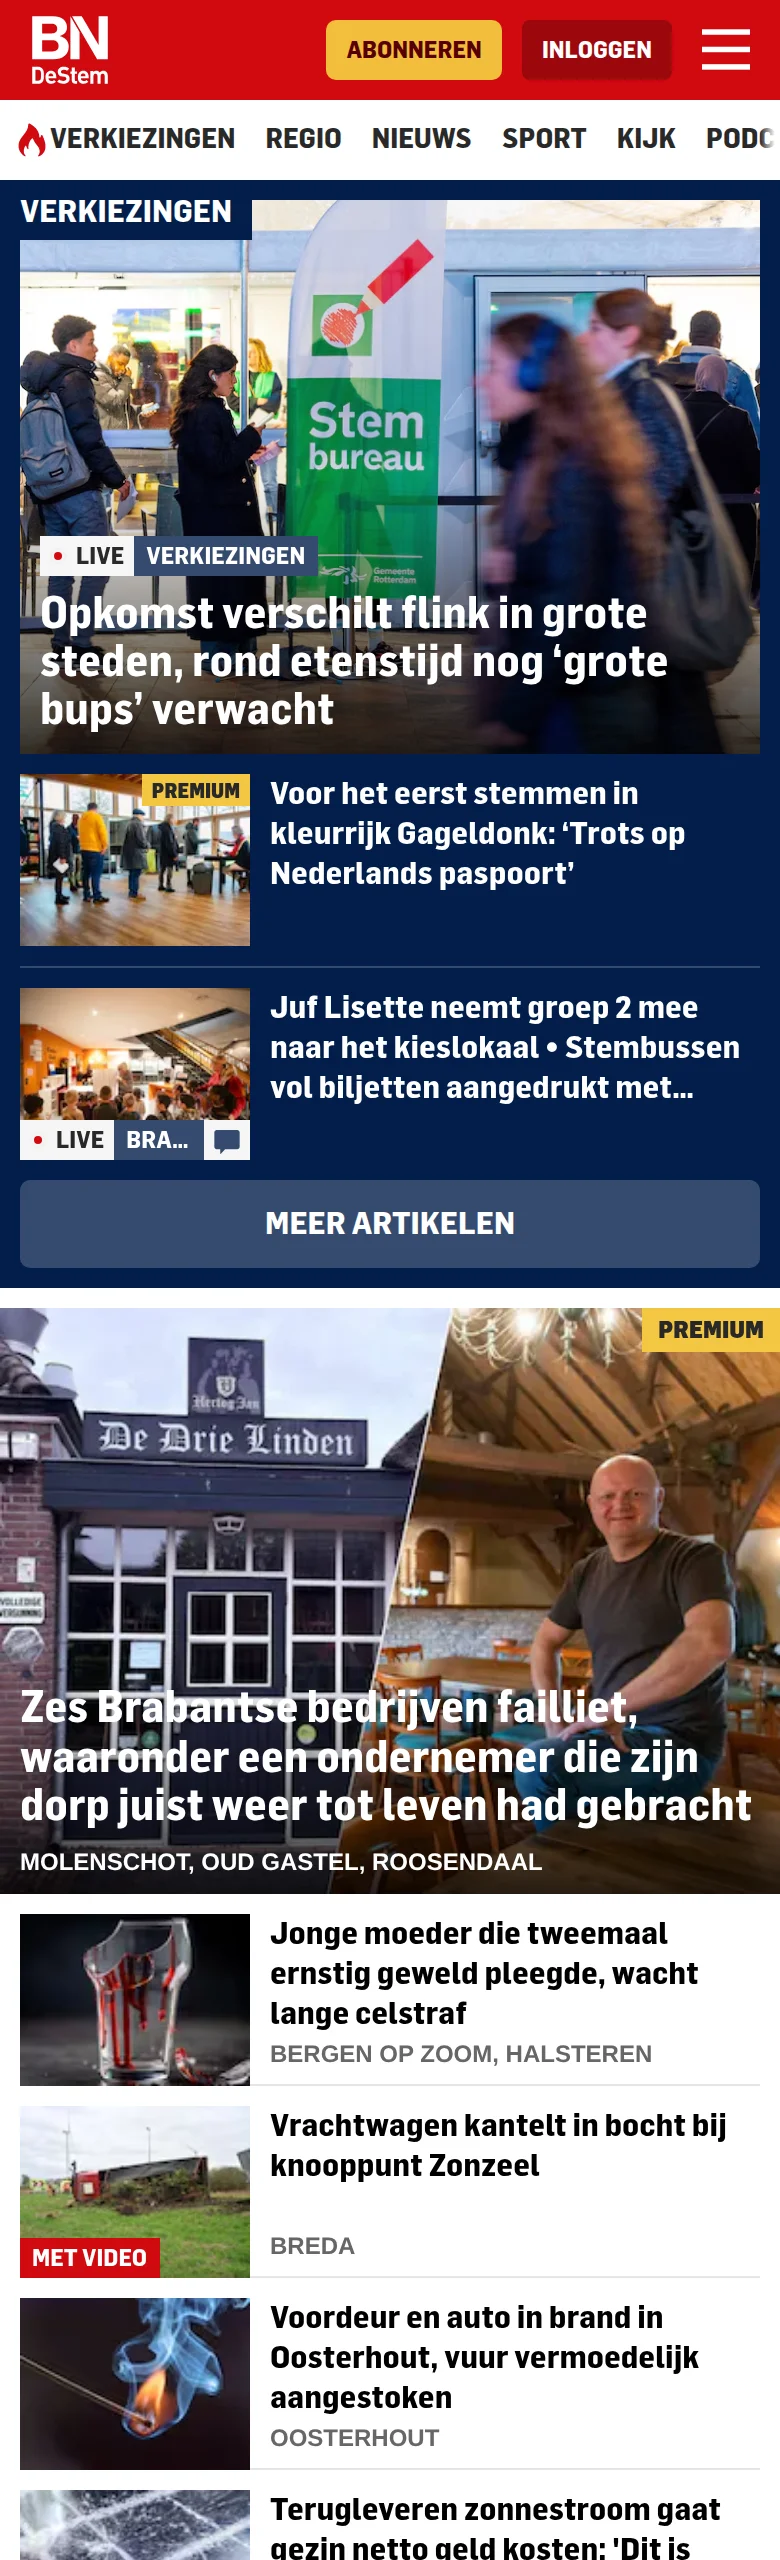 BN
DeStem
ABONNEREN
INLOGGEN
VERKIEZINGEN REGIO NIEUWS SPORT KIJK PODC
VERKIEZINGEN
Stem
bureau
Gemeente
Rotterdam
LIVE VERKIEZINGEN
Opkomst verschilt flink in grote
steden, rond etenstijd nog ‘grote
bups’ verwacht
PREMIUM
Voor het eerst stemmen in
kleurrijk Gageldonk: ‘Trots op
Nederlands paspoort’
Juf Lisette neemt groep 2 mee
naar het kieslokaal • Stembussen
vol biljetten aangedrukt met...
LIVE BRA...
MEER ARTIKELEN
PREMIUM
Hertog Jan
De Drie Linden
VOLLEDIGE
VERGUNNING
Zes Brabantse bedrijven failliet,
waaronder een ondernemer die zijn
dorp juist weer tot leven had gebracht
MOLENSCHOT, OUD GASTEL, ROOSENDAAL
Jonge moeder die tweemaal
ernstig geweld pleegde, wacht
lange celstraf
BERGEN OP ZOOM, HALSTEREN
Vrachtwagen kantelt in bocht bij
knooppunt Zonzeel
BREDA
MET VIDEO
Voordeur en auto in brand in
Oosterhout, vuur vermoedelijk
aangestoken
OOSTERHOUT
Terugleveren zonnestroom gaat
gezin netto geld kosten: 'Dit is